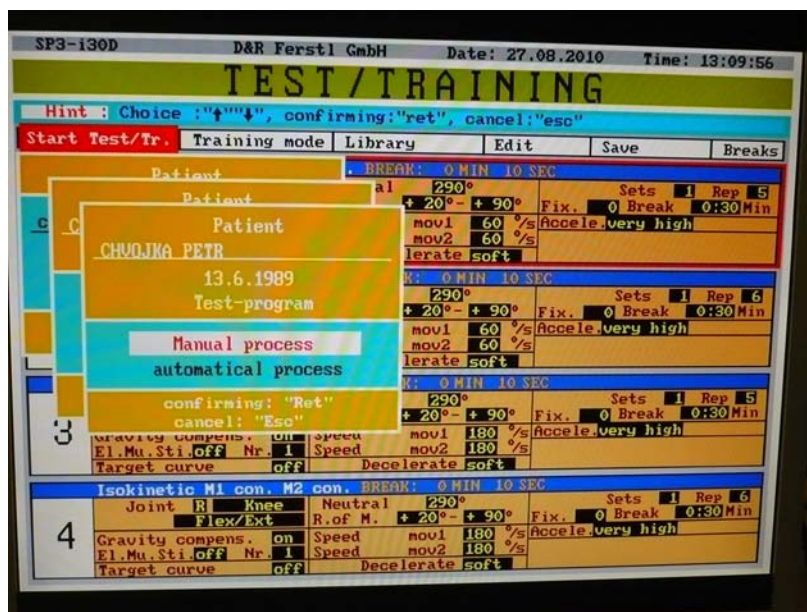 SP3-i30D D&R Ferstl GmbH Date: 27.08.2010 Time: 13:09:56
TEST/TRAINING
Hint : Choice :"↑""↓", confirming:"ret", cancel:"esc"
Start Test/Tr. Training mode Library Edit Save Breaks
Patient
Patient
Patient
CHVOJKA PETR
13.6.1989
Test-program
Manual process
automatical process
confirming: "Ret"
cancel: "Esc"
. BREAK: 0 MIN 10 SEC
290° Sets 1 Rep 5
+ 20°- + 90° Fix. 0 Break 0:30 Min
mov1 60 °/s Accele. very high
mov2 60 °/s
lerate soft
K: 0 MIN 10 SEC
290° Sets 1 Rep 6
+ 20°- + 90° Fix. 0 Break 0:30 Min
mov1 60 °/s Accele. very high
mov2 60 °/s
lerate soft
K: 0 MIN 10 SEC
290° Sets 1 Rep 5
+ 20°- + 90° Fix. 0 Break 0:30 Min
3 Gravity compens. on Speed mov1 180 °/s Accele. very high
El.Mu.Sti. off Nr. 1 Speed mov2 180 °/s
Target curve off Decelerate soft
Isokinetic M1 con. M2 con. BREAK: 0 MIN 10 SEC
Joint R Knee Neutral 290° Sets 1 Rep 6
Flex/Ext R.of M. + 20°- + 90° Fix. 0 Break 0:30 Min
4 Gravity compens. on Speed mov1 180 °/s Accele. very high
El.Mu.Sti. off Nr. 1 Speed mov2 180 °/s
Target curve off Decelerate soft